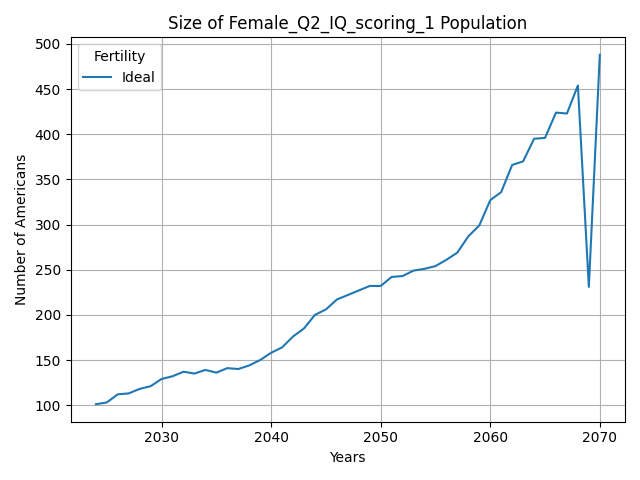 Size of Female_Q2_IQ_scoring_1 Population
Fertility
Ideal
500
450
400
350
300
250
200
150
100
Number of Americans
2030 2040 2050 2060 2070
Years